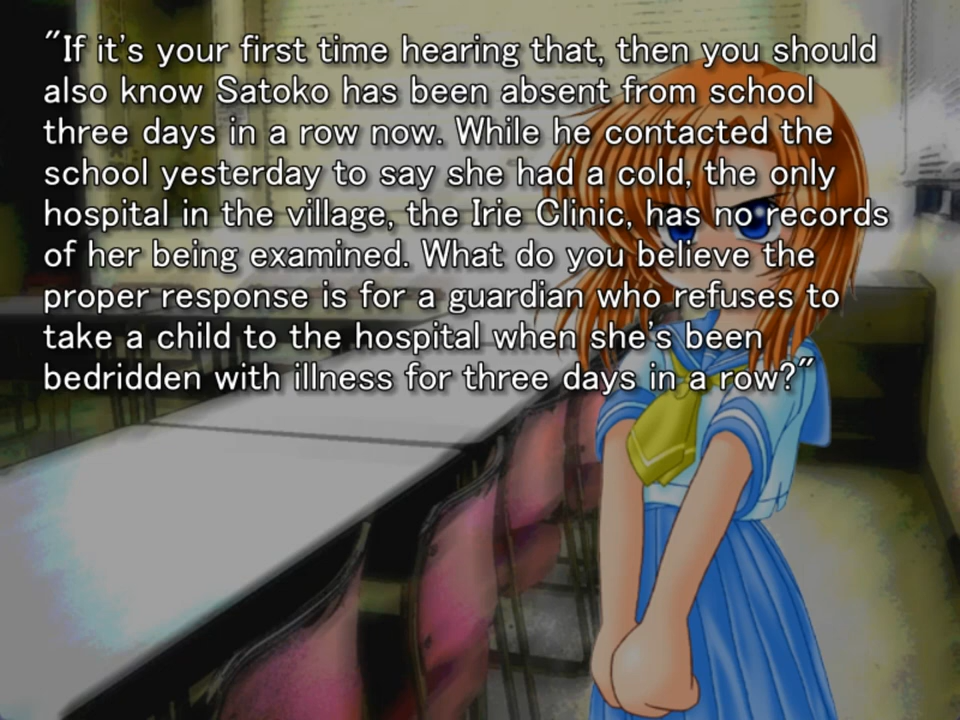 "If it's your first time hearing that, then you should
also know Satoko has been absent from school
three days in a row now. While he contacted the
school yesterday to say she had a cold, the only
hospital in the village, the Irie Clinic, has no records
of her being examined. What do you believe the
proper response is for a guardian who refuses to
take a child to the hospital when she's been
bedridden with illness for three days in a row?"